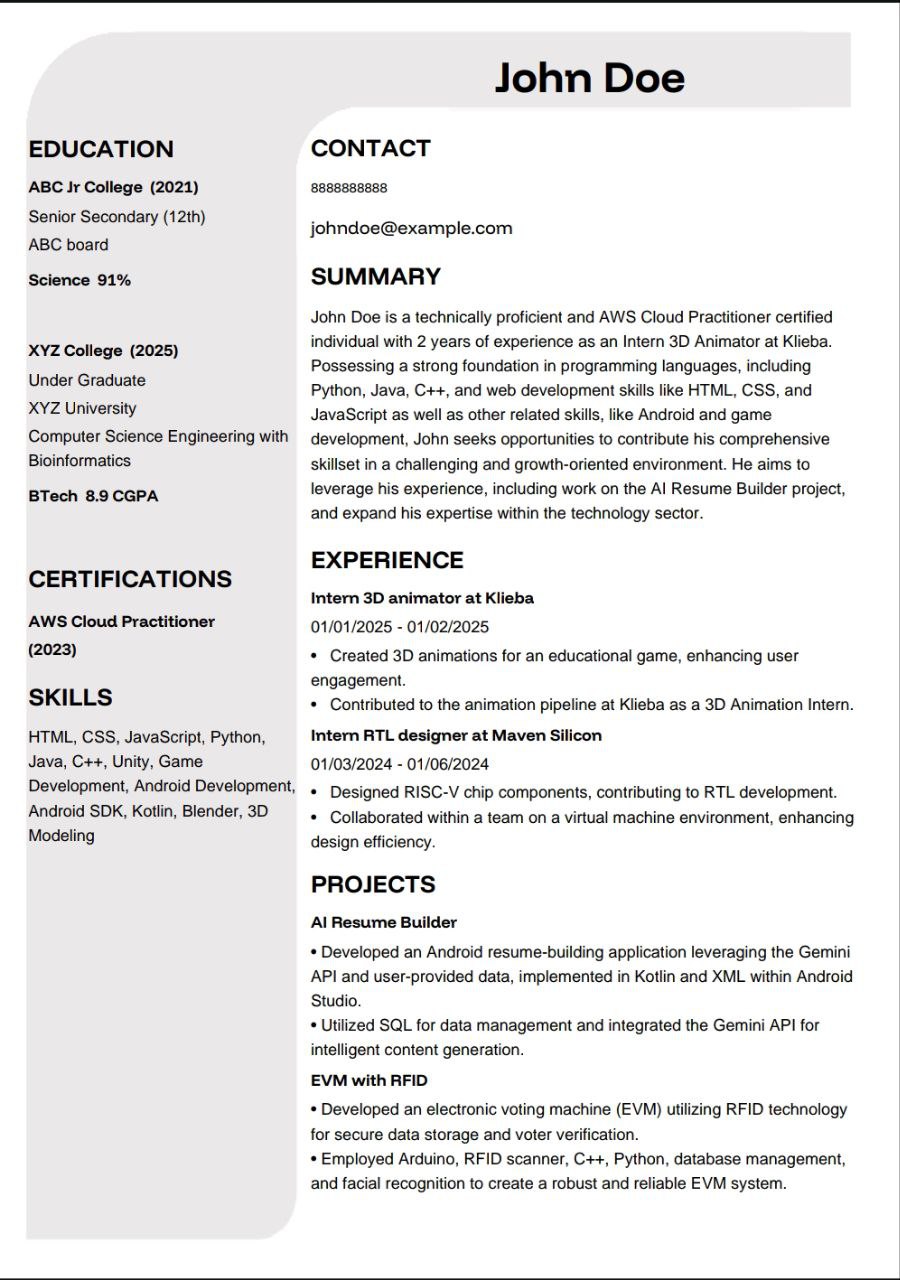 John Doe
EDUCATION
ABC Jr College (2021)
Senior Secondary (12th)
ABC board
Science 91%
XYZ College (2025)
Under Graduate
XYZ University
Computer Science Engineering with
Bioinformatics
BTech 8.9 CGPA
CERTIFICATIONS
AWS Cloud Practitioner
(2023)
SKILLS
HTML, CSS, JavaScript, Python,
Java, C++, Unity, Game
Development, Android Development,
Android SDK, Kotlin, Blender, 3D
Modeling
CONTACT
8888888888
johndoe@example.com
SUMMARY
John Doe is a technically proficient and AWS Cloud Practitioner certified
individual with 2 years of experience as an Intern 3D Animator at Klieba.
Possessing a strong foundation in programming languages, including
Python, Java, C++, and web development skills like HTML, CSS, and
JavaScript as well as other related skills, like Android and game
development, John seeks opportunities to contribute his comprehensive
skillset in a challenging and growth-oriented environment. He aims to
leverage his experience, including work on the AI Resume Builder project,
and expand his expertise within the technology sector.
EXPERIENCE
Intern 3D animator at Klieba
01/01/2025 - 01/02/2025
• Created 3D animations for an educational game, enhancing user
engagement.
• Contributed to the animation pipeline at Klieba as a 3D Animation Intern.
Intern RTL designer at Maven Silicon
01/03/2024 - 01/06/2024
• Designed RISC-V chip components, contributing to RTL development.
• Collaborated within a team on a virtual machine environment, enhancing
design efficiency.
PROJECTS
AI Resume Builder
• Developed an Android resume-building application leveraging the Gemini
API and user-provided data, implemented in Kotlin and XML within Android
Studio.
• Utilized SQL for data management and integrated the Gemini API for
intelligent content generation.
EVM with RFID
• Developed an electronic voting machine (EVM) utilizing RFID technology
for secure data storage and voter verification.
• Employed Arduino, RFID scanner, C++, Python, database management,
and facial recognition to create a robust and reliable EVM system.